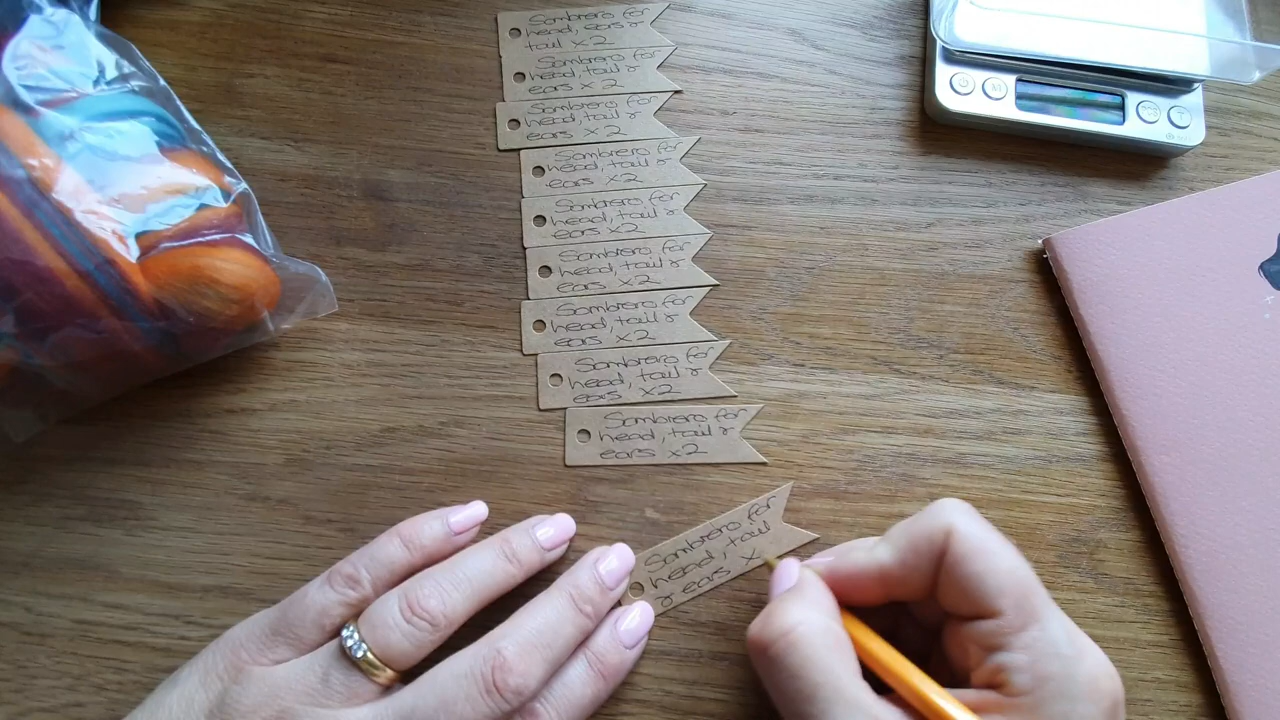 Sombrero for
head, ears &
tail x2
Sombrero for
head, tail &
ears x2
Sombrero for
head, tail &
ears x2
Sombrero for
head, tail &
ears x2
Sombrero for
head, tail &
ears x2
Sombrero for
head, tail &
ears x2
Sombrero for
head, tail &
ears x2
Sombrero for
head, tail &
ears x2
Sombrero for
head, tail &
ears x2
Sombrero for
head, tail
& ears x
M
T